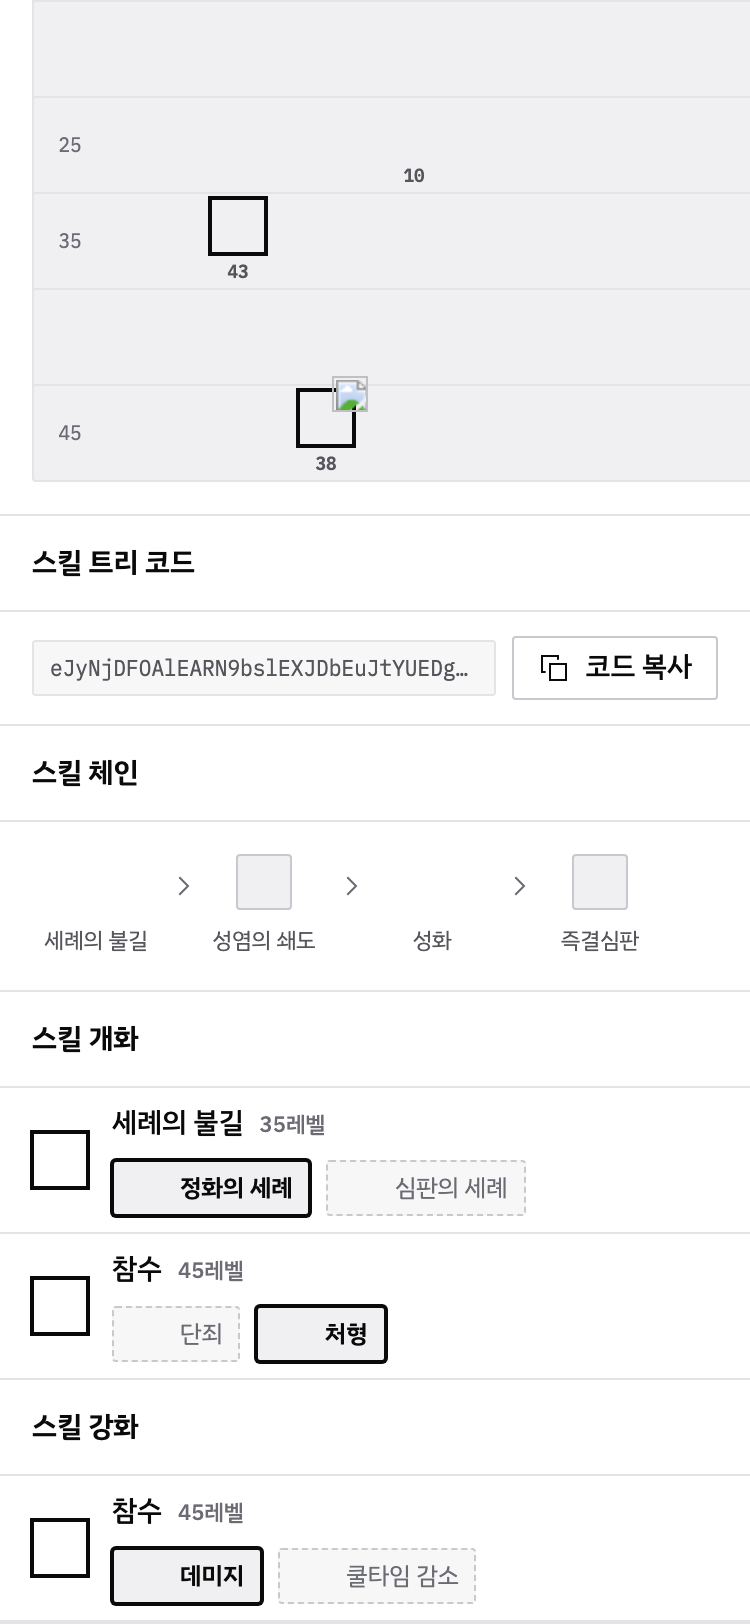 25
10
35
43
45
38
스킬 트리 코드
eJyNjDFOAlEARN9bslEXJDbEuJtYUEDg…
코드 복사
스킬 체인
세례의 불길
성염의 쇄도
성화
즉결심판
스킬 개화
세례의 불길 35레벨
정화의 세례
심판의 세례
참수 45레벨
단죄
처형
스킬 강화
참수 45레벨
데미지
쿨타임 감소